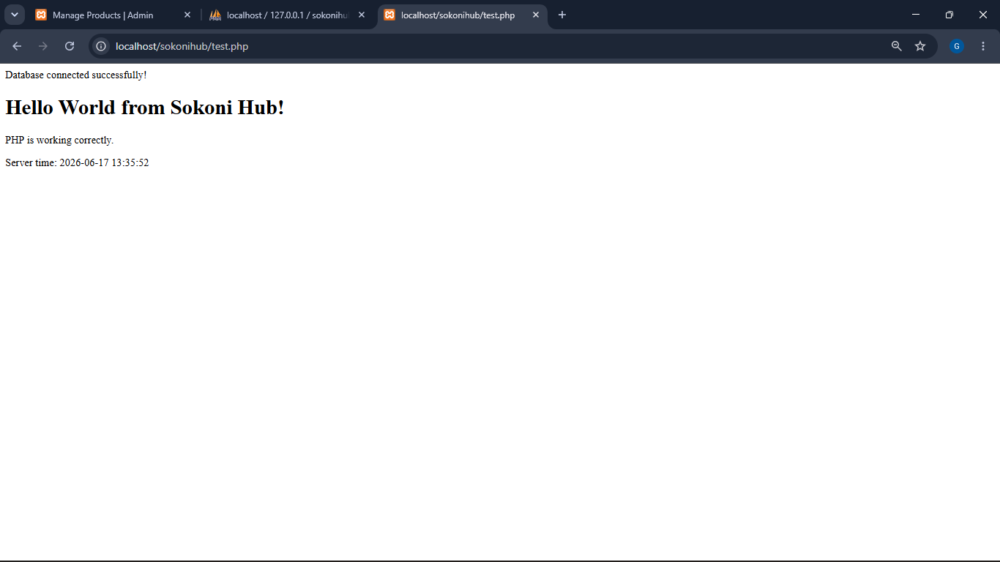 Manage Products | Admin
localhost / 127.0.0.1 / sokonihu
localhost/sokonihub/test.php
localhost/sokonihub/test.php
G
Database connected successfully!
Hello World from Sokoni Hub!
PHP is working correctly.
Server time: 2026-06-17 13:35:52